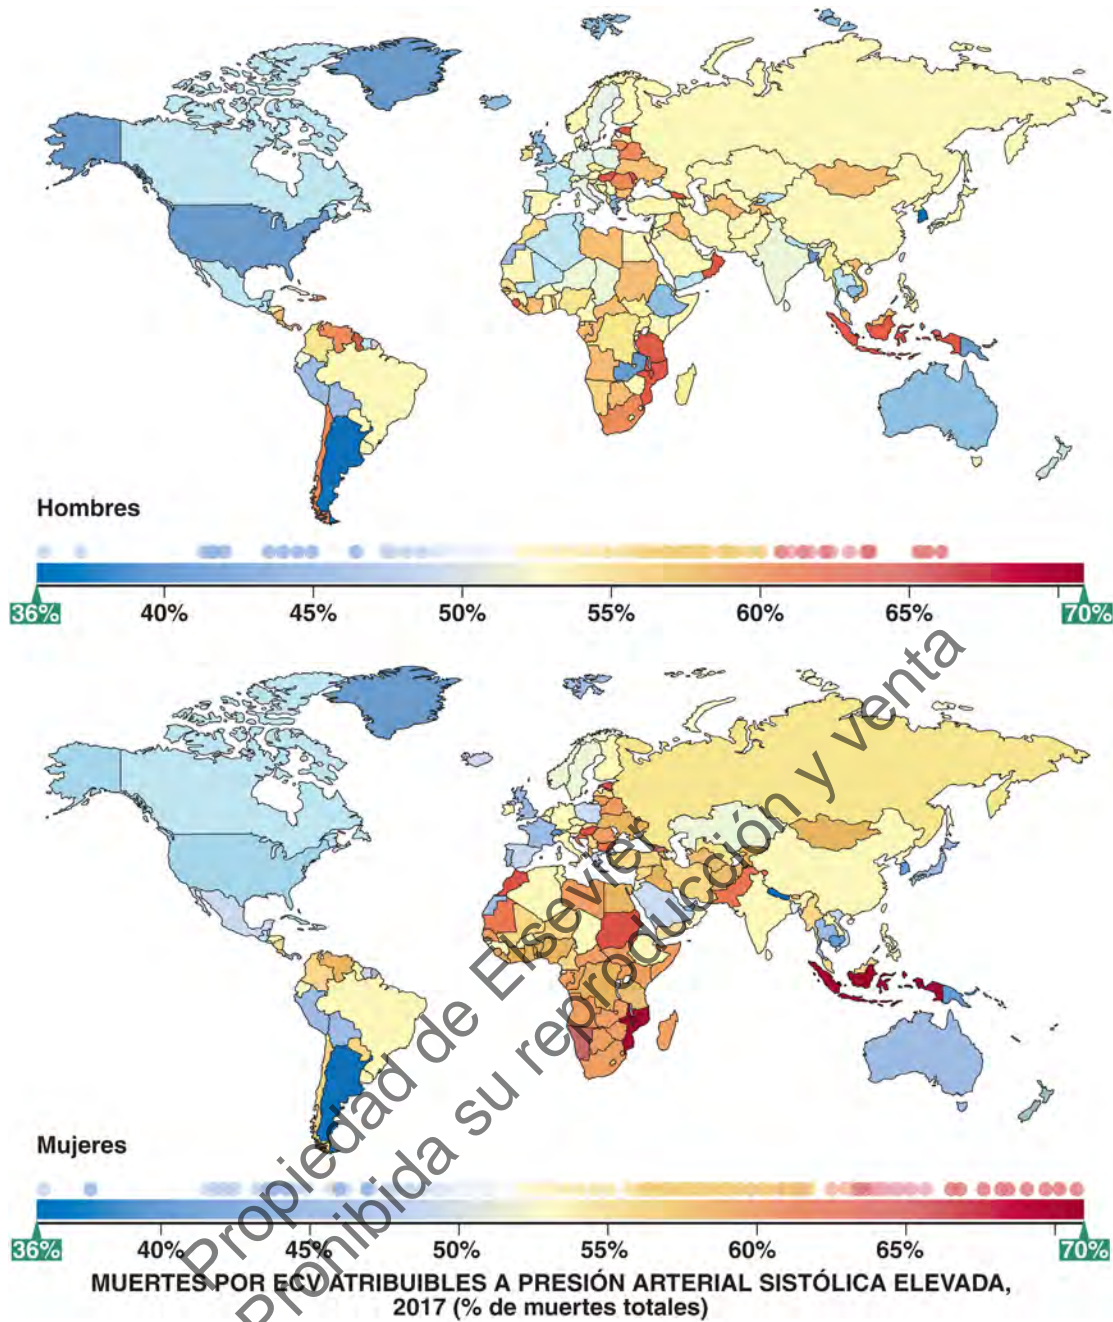 Hombres
36% 40% 45% 50% 55% 60% 65% 70%
Propiedad de Elsevier
Prohibida su reproducción y venta
Mujeres
36% 40% 45% 50% 55% 60% 65% 70%
MUERTES POR ECV ATRIBUIBLES A PRESIÓN ARTERIAL SISTÓLICA ELEVADA,
2017 (% de muertes totales)